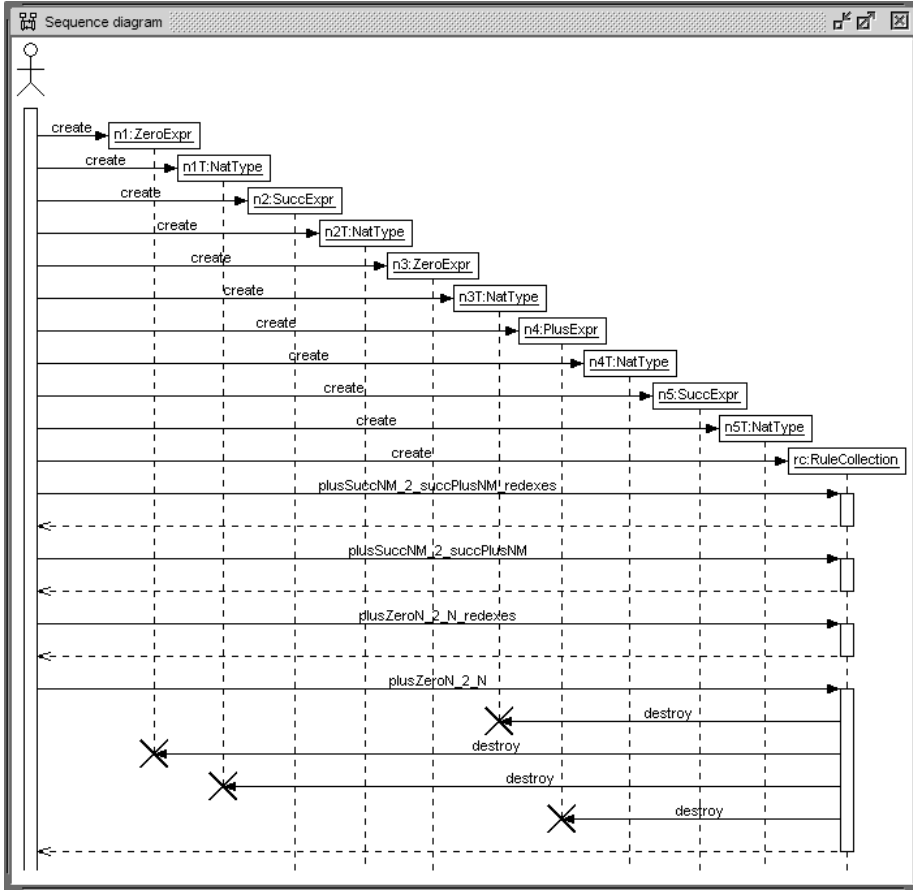 Sequence diagram
create
n1:ZeroExpr
create
n1T:NatType
create
n2:SuccExpr
create
n2T:NatType
create
n3:ZeroExpr
create
n3T:NatType
create
n4:PlusExpr
create
n4T:NatType
create
n5:SuccExpr
create
n5T:NatType
create
rc:RuleCollection
plusSuccNM_2_succPlusNM_redexes
plusSuccNM_2_succPlusNM
plusZeroN_2_N_redexes
plusZeroN_2_N
destroy
destroy
destroy
destroy